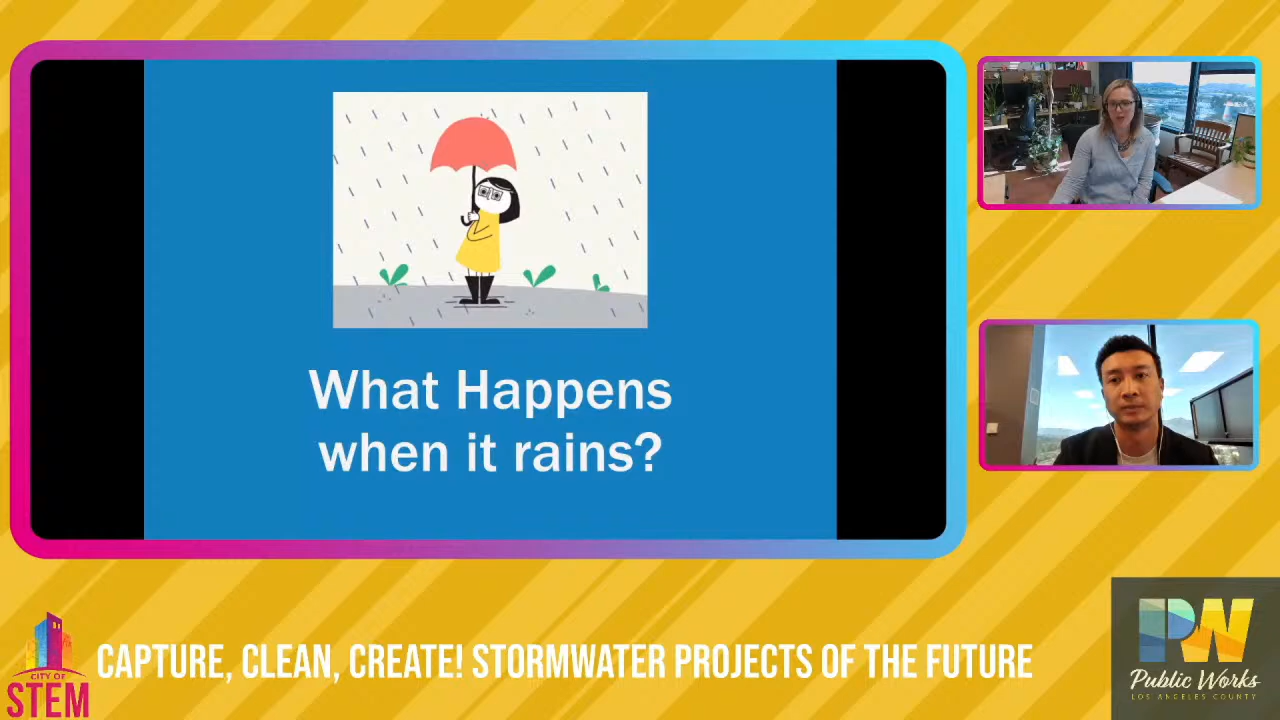 What Happens
when it rains?
CITY OF
STEM
CAPTURE, CLEAN, CREATE! STORMWATER PROJECTS OF THE FUTURE
PW
Public Works
LOS ANGELES COUNTY